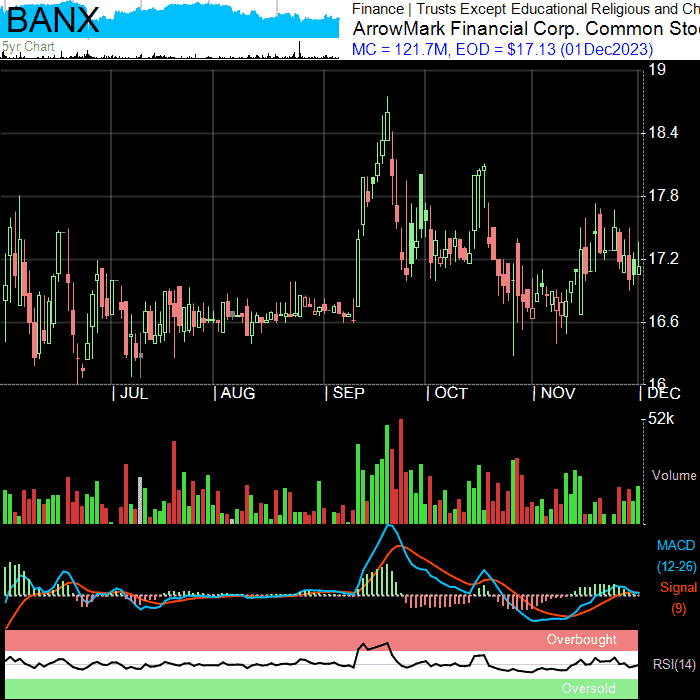 BANX
5yr Chart
Finance | Trusts Except Educational Religious and Ch
ArrowMark Financial Corp. Common Sto
MC = 121.7M, EOD = $17.13 (01Dec2023)
19
18.4
17.8
17.2
16.6
16
JUL
AUG
SEP
OCT
NOV
DEC
52k
Volume
MACD
(12-26)
Signal
(9)
Overbought
RSI(14)
Oversold